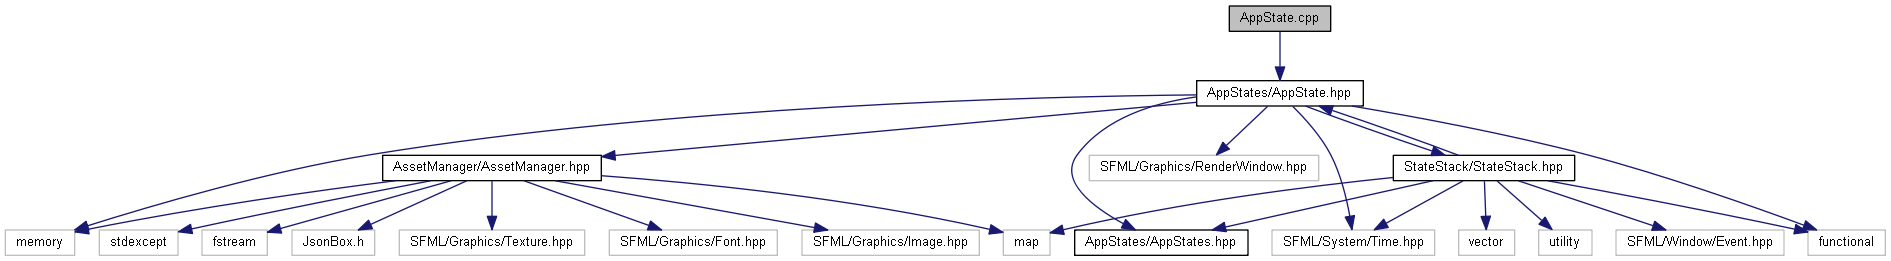 AppState.cpp
AppStates/AppState.hpp
AssetManager/AssetManager.hpp
SFML/Graphics/RenderWindow.hpp
StateStack/StateStack.hpp
memory
stdexcept
fstream
JsonBox.h
SFML/Graphics/Texture.hpp
SFML/Graphics/Font.hpp
SFML/Graphics/Image.hpp
map
AppStates/AppStates.hpp
SFML/System/Time.hpp
vector
utility
SFML/Window/Event.hpp
functional